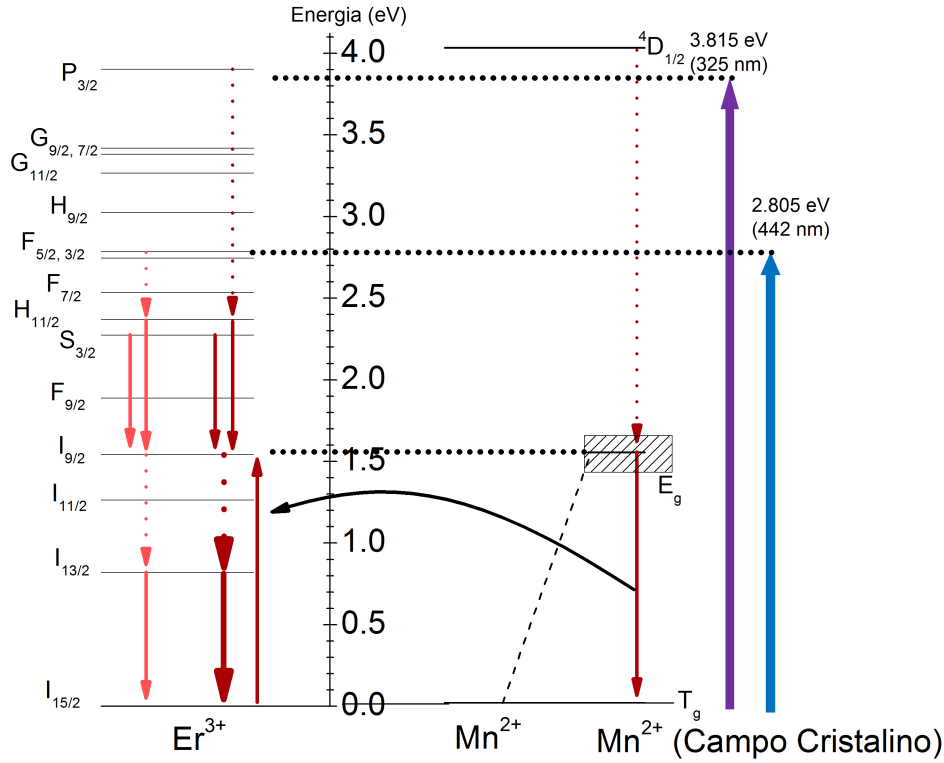 Energia (eV)
4.0
3.5
3.0
2.5
2.0
1.5
1.0
0.5
0.0
P3/2
G9/2, 7/2
G11/2
H9/2
F5/2, 3/2
F7/2
H11/2
S3/2
F9/2
I9/2
I11/2
I13/2
I15/2
4D1/2
3.815 eV
(325 nm)
2.805 eV
(442 nm)
Eg
Tg
Er3+
Mn2+
Mn2+ (Campo Cristalino)